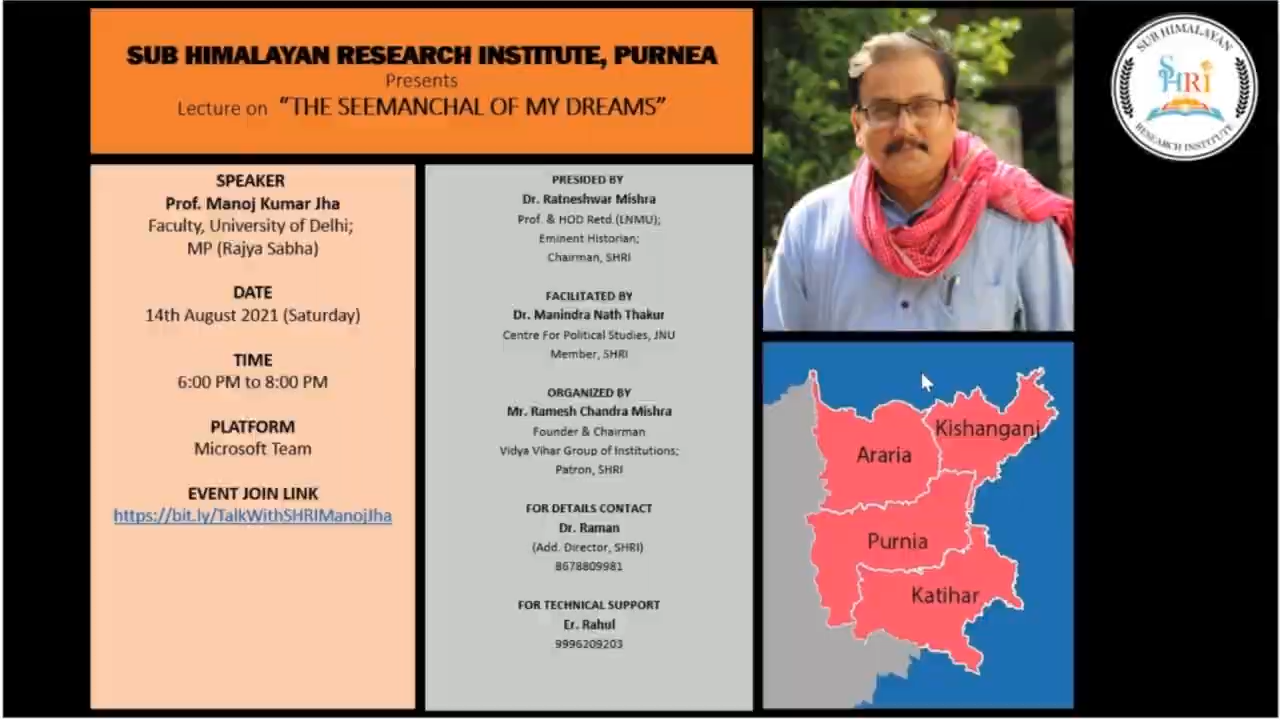 SUB HIMALAYAN RESEARCH INSTITUTE, PURNEA
Presents
Lecture on "THE SEEMANCHAL OF MY DREAMS"
SPEAKER
Prof. Manoj Kumar Jha
Faculty, University of Delhi;
MP (Rajya Sabha)
DATE
14th August 2021 (Saturday)
TIME
6:00 PM to 8:00 PM
PLATFORM
Microsoft Team
EVENT JOIN LINK
https://bit.ly/TalkWithSHRIManojJha
PRESIDED BY
Dr. Ratneshwar Mishra
Prof. & HOD Retd.(LNMU);
Eminent Historian;
Chairman, SHRI
FACILITATED BY
Dr. Manindra Nath Thakur
Centre For Political Studies, JNU
Member, SHRI
ORGANIZED BY
Mr. Ramesh Chandra Mishra
Founder & Chairman
Vidya Vihar Group of Institutions;
Patron, SHRI
FOR DETAILS CONTACT
Dr. Raman
(Add. Director, SHRI)
8678809981
FOR TECHNICAL SUPPORT
Er. Rahul
9996209203
SUB HIMALAYAN
SHRI
RESEARCH INSTITUTE
Kishanganj
Araria
Purnia
Katihar